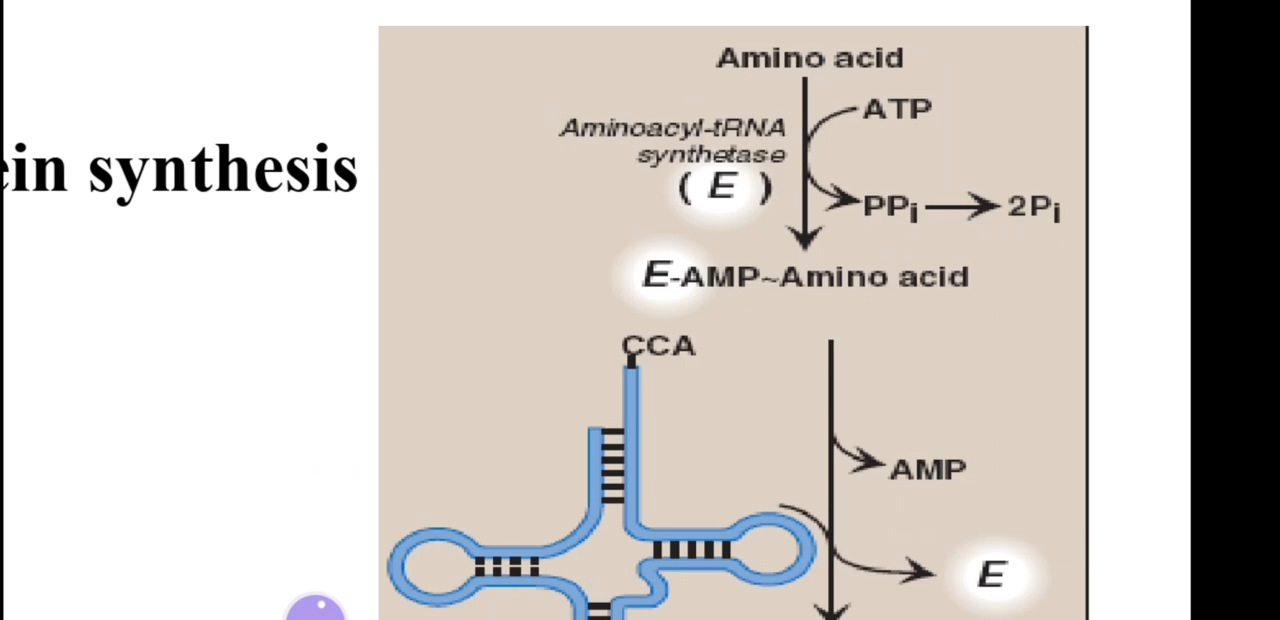 ein synthesis
Amino acid
ATP
Aminoacyl-tRNA
synthetase
( E )
PPi → 2Pi
E-AMP~Amino acid
CCA
AMP
E